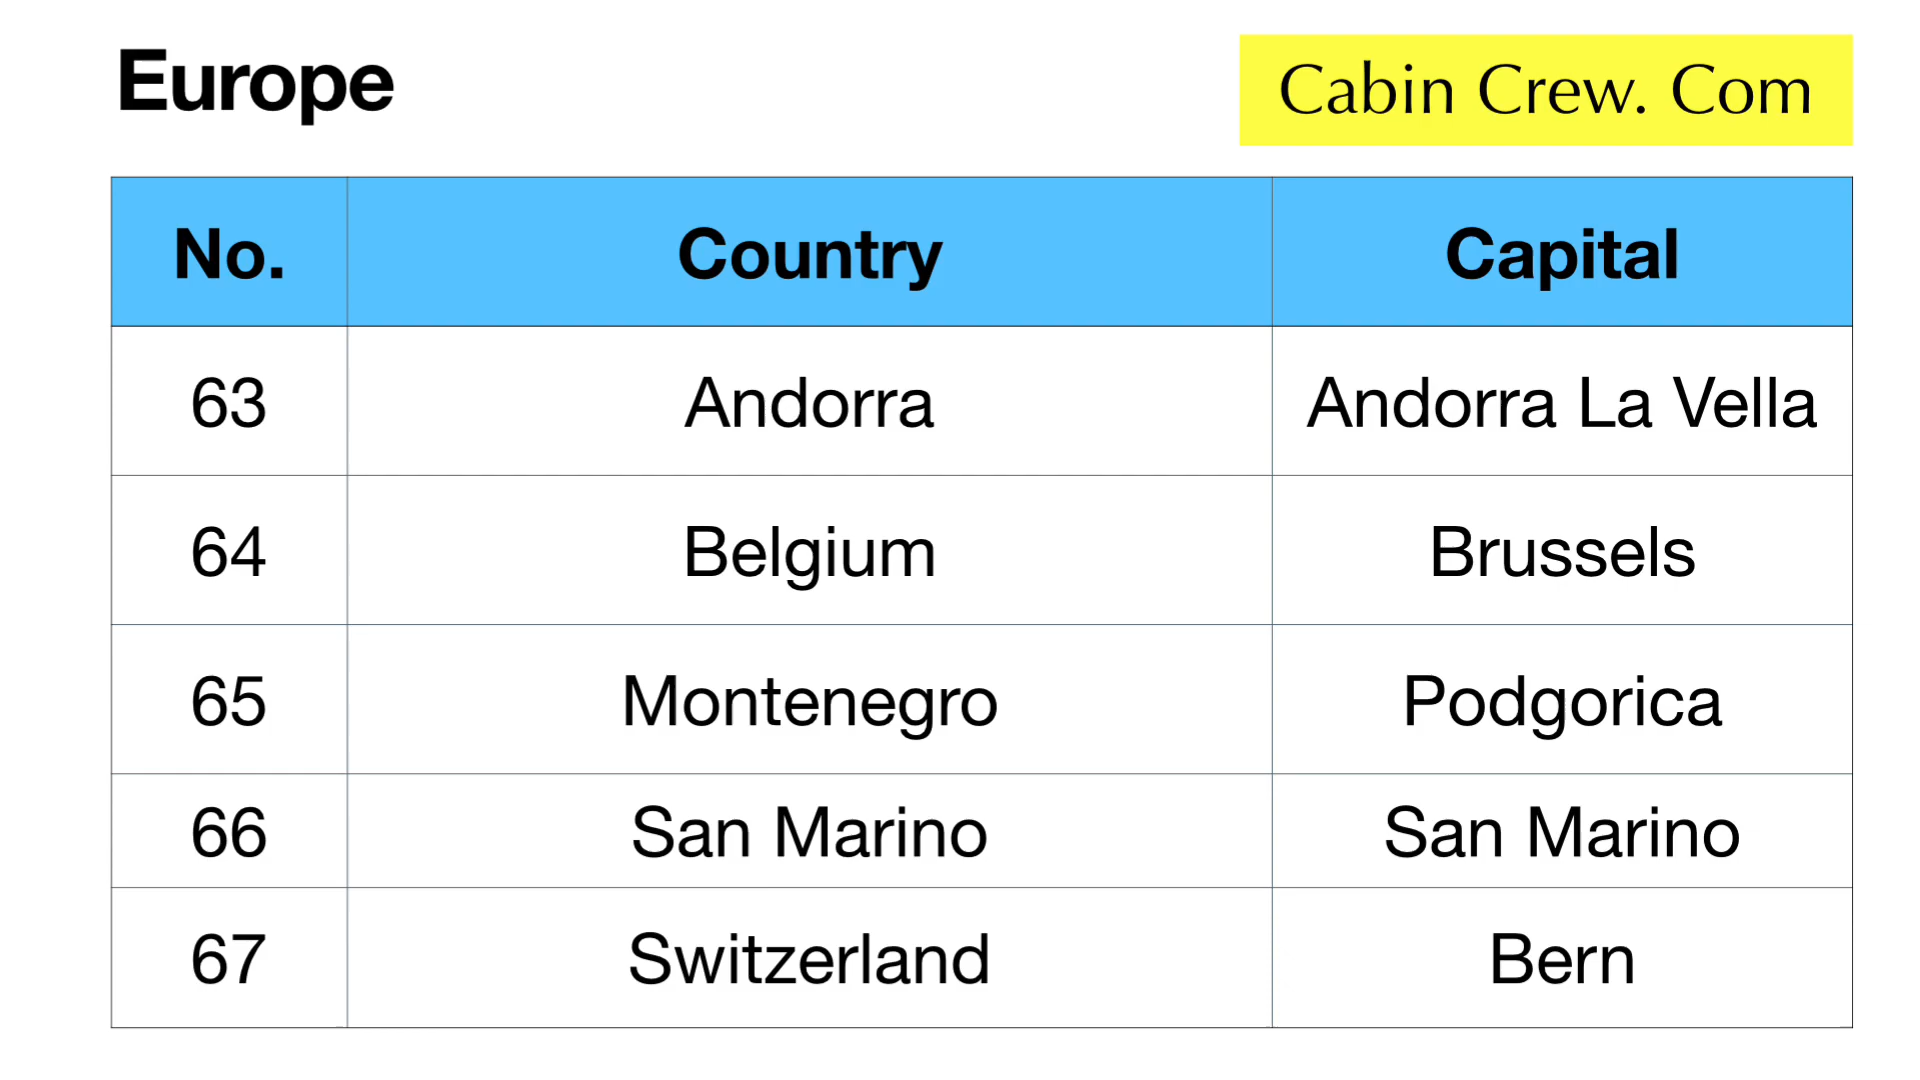 Europe
Cabin Crew. Com
No. Country Capital
63 Andorra Andorra La Vella
64 Belgium Brussels
65 Montenegro Podgorica
66 San Marino San Marino
67 Switzerland Bern